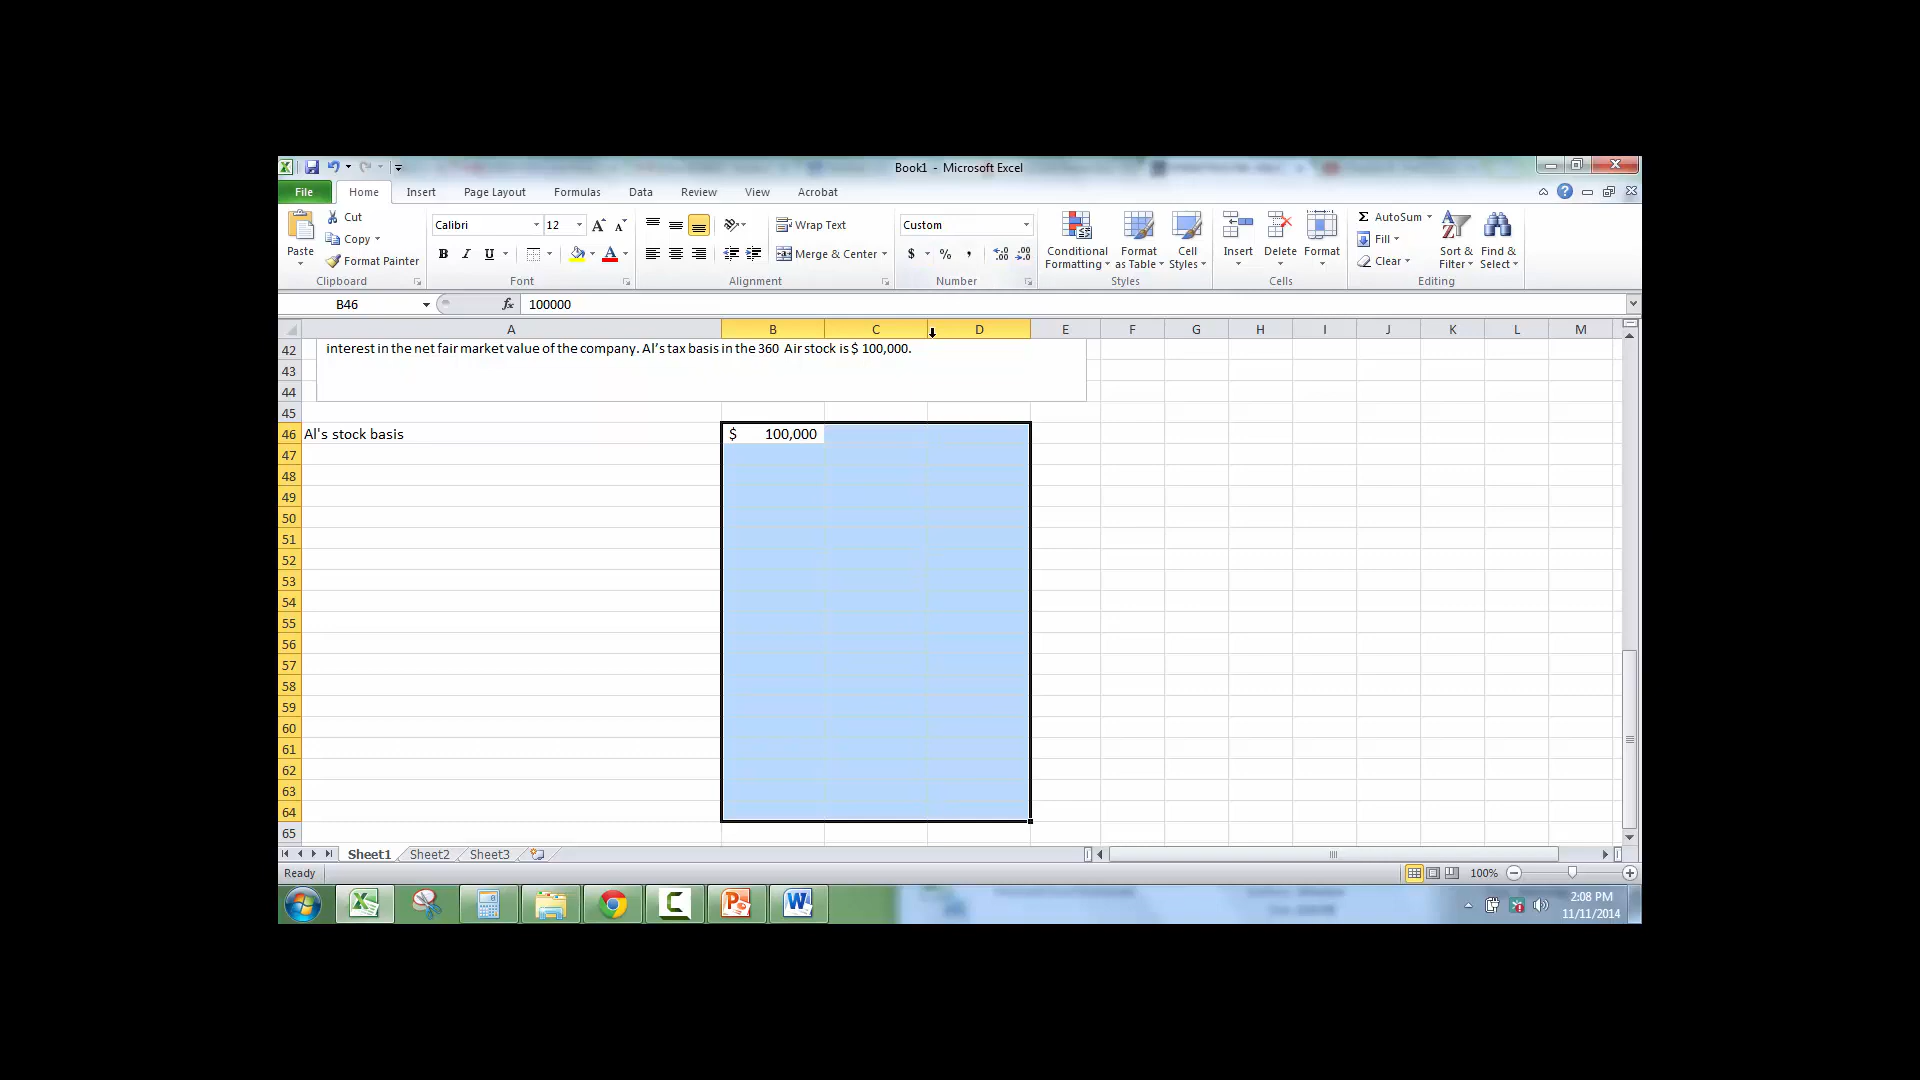 Book1 - Microsoft Excel
File Home Insert Page Layout Formulas Data Review View Acrobat
Paste
Cut
Copy
Format Painter
Clipboard
Calibri 12
B I U
Font
Wrap Text
Merge & Center
Alignment
Custom
$ % ,
Number
Conditional Formatting
Format as Table
Cell Styles
Styles
Insert Delete Format
Cells
AutoSum
Fill
Clear
Sort & Filter
Find & Select
Editing
B46 fx 100000
A B C D E F G H I J K L M
42 interest in the net fair market value of the company. Al's tax basis in the 360 Air stock is $ 100,000.
43
44
45
46 Al's stock basis $ 100,000
47
48
49
50
51
52
53
54
55
56
57
58
59
60
61
62
63
64
65
Sheet1 Sheet2 Sheet3
Ready 100%
2:08 PM
11/11/2014